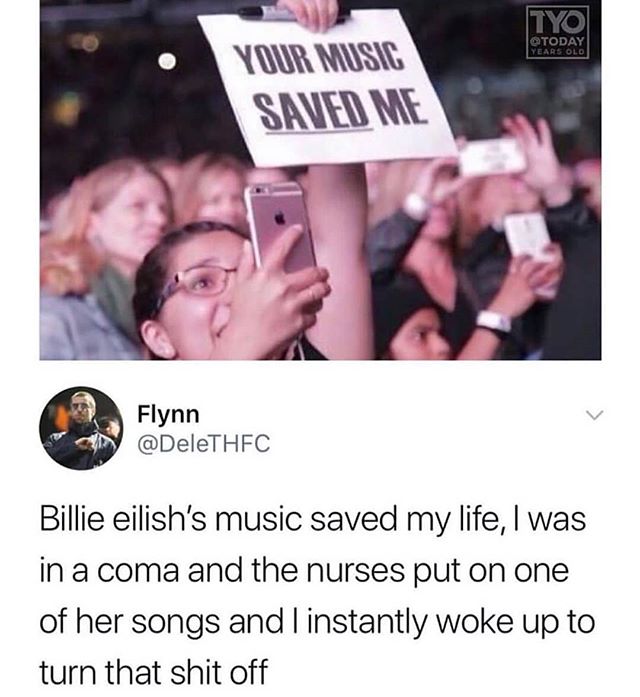 TYO
@TODAY
YEARS OLD
YOUR MUSIC
SAVED ME
Flynn
@DeleTHFC
Billie eilish's music saved my life, I was
in a coma and the nurses put on one
of her songs and I instantly woke up to
turn that shit off